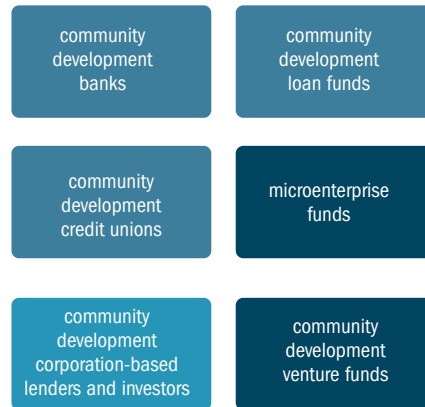 community
development
banks
community
development
loan funds
community
development
credit unions
microenterprise
funds
community
development
corporation-based
lenders and investors
community
development
venture funds